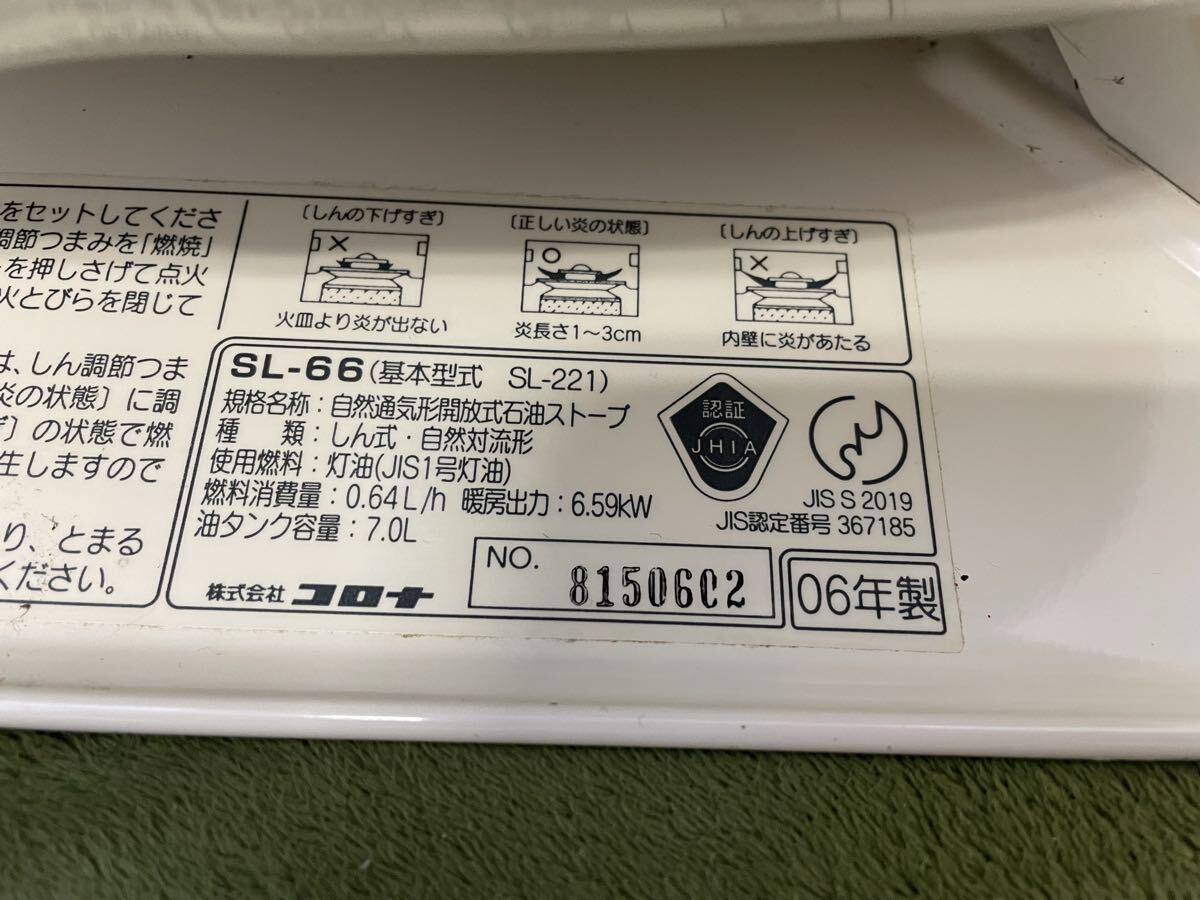 をセットしてくださ
調節つまみを「燃焼」
を押しさげて点火
火とびらを閉じて
は、しん調節つま
炎の状態〕に調
〕の状態で燃
生しますので
り、とまる
ください。
〔しんの下げすぎ〕
火皿より炎が出ない
〔正しい炎の状態〕
炎長さ1～3cm
〔しんの上げすぎ〕
内壁に炎があたる
SL-66(基本型式 SL-221)
規格名称：自然通気形開放式石油ストーブ
種 類：しん式・自然対流形
使用燃料：灯油(JIS1号灯油)
燃料消費量：0.64L/h 暖房出力：6.59kW
油タンク容量：7.0L
認証
JHIA
JIS S 2019
JIS認定番号 367185
株式会社 コロナ
NO. 8150602
06年製